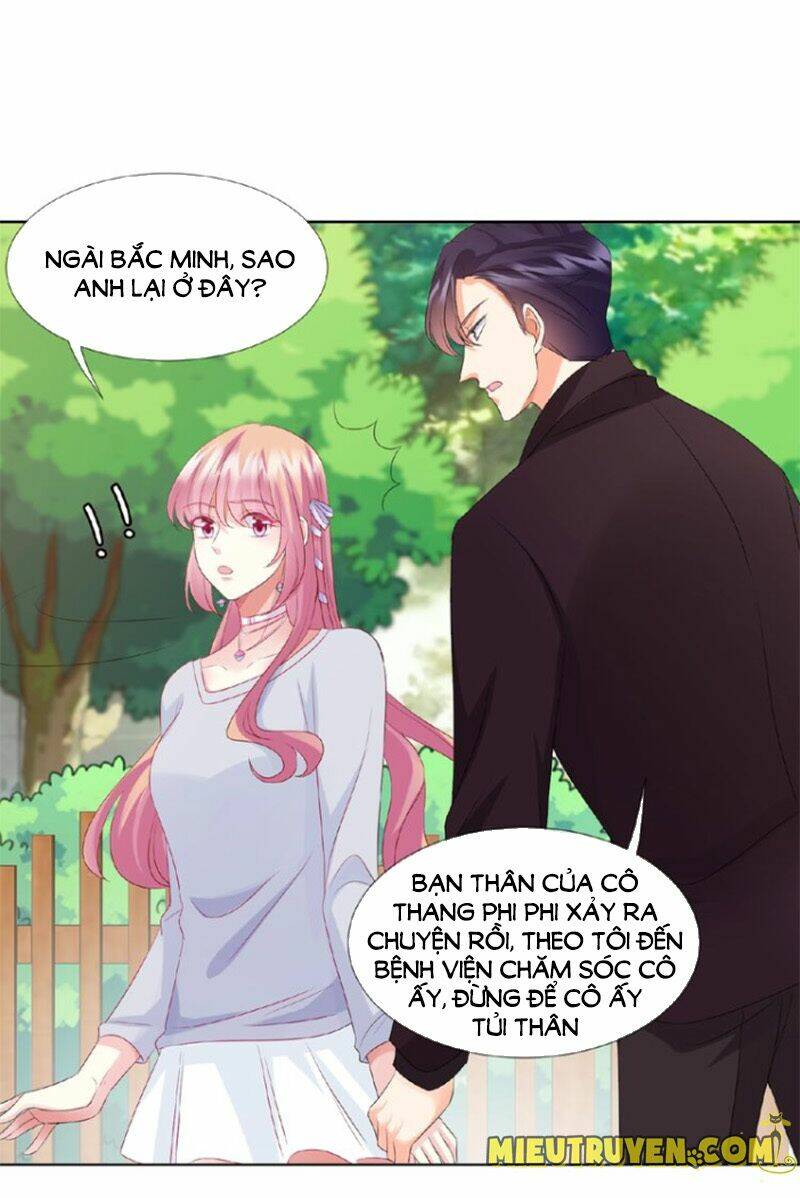 NGÀI BẮC MINH, SAO
ANH LẠI Ở ĐÂY?
!!
BẠN THÂN CỦA CÔ
THANG PHI PHI XẢY RA
CHUYỆN RỒI, THEO TÔI ĐẾN
BỆNH VIỆN CHĂM SÓC CÔ
ẤY, ĐỪNG ĐỂ CÔ ẤY
TỦI THÂN
MIEUTRUYEN.COM